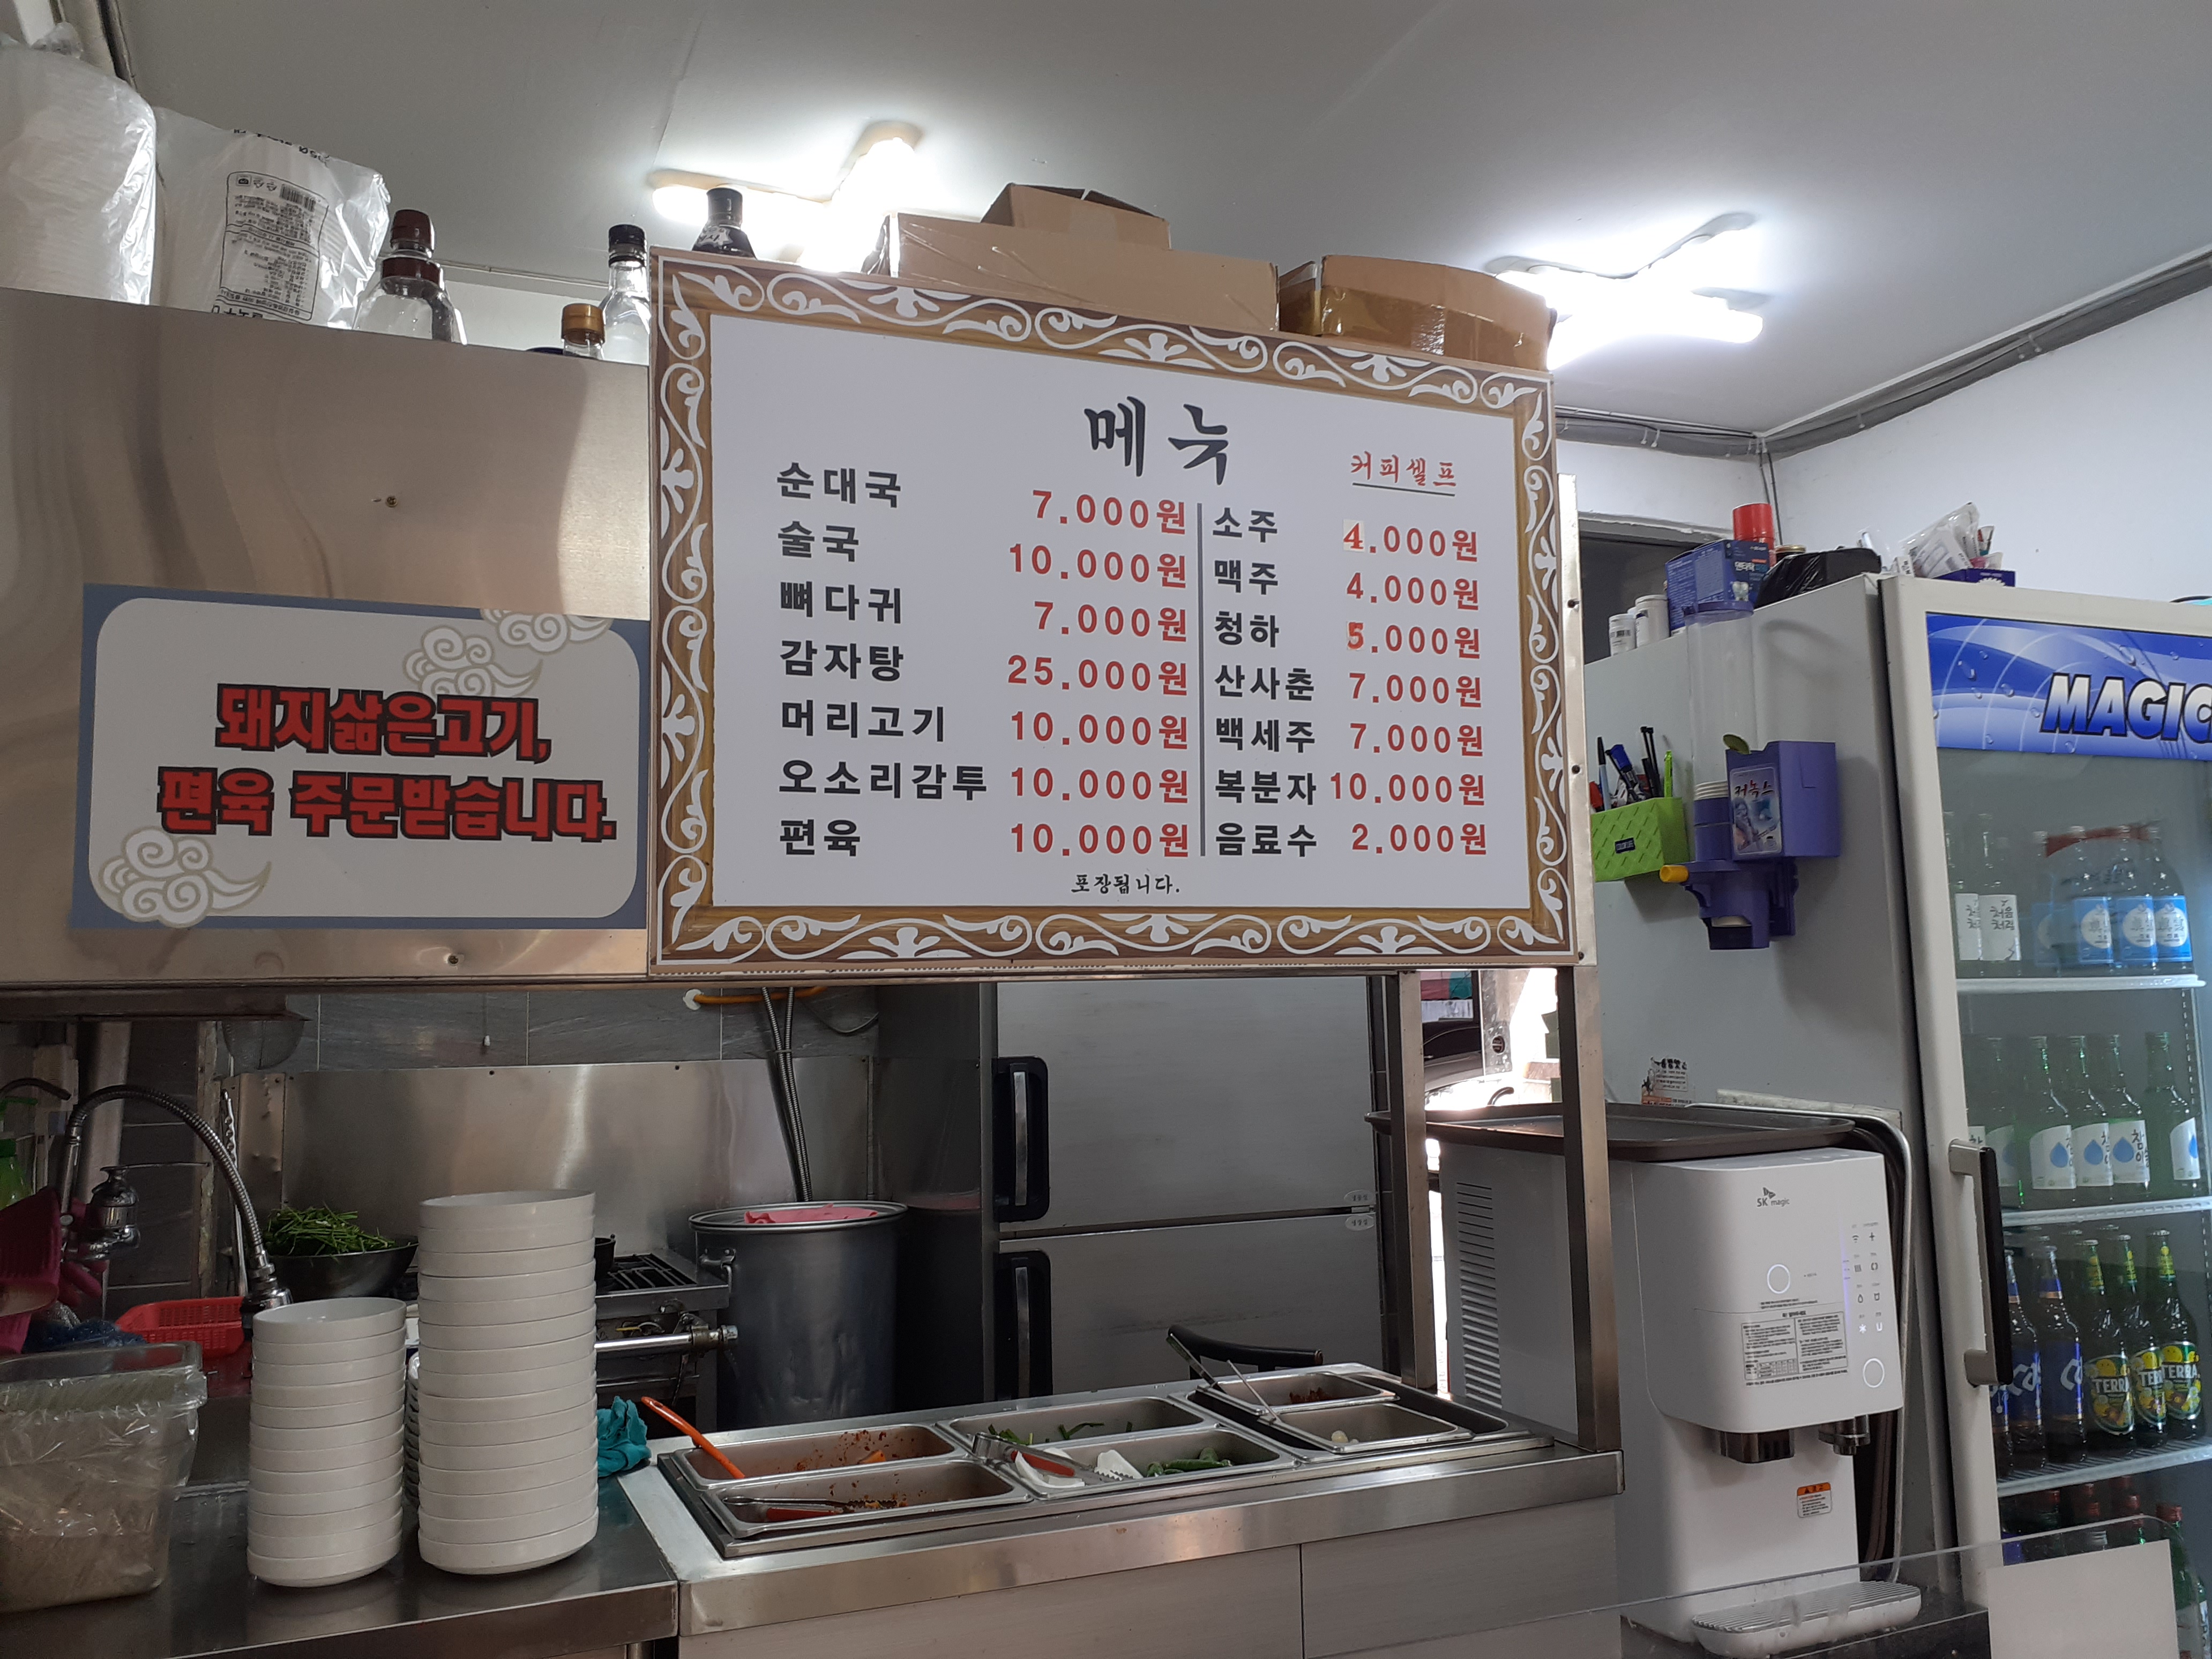 메뉴
커피셀프
순대국 7.000원
술국 10.000원
뼈다귀 7.000원
감자탕 25.000원
머리고기 10.000원
오소리감투 10.000원
편육 10.000원
소주 4.000원
맥주 4.000원
청하 5.000원
산사춘 7.000원
백세주 7.000원
복분자 10.000원
음료수 2.000원
포장됩니다.
돼지삶은고기,
편육 주문받습니다.
MAGIC
SK magic
처음처럼
TERRA